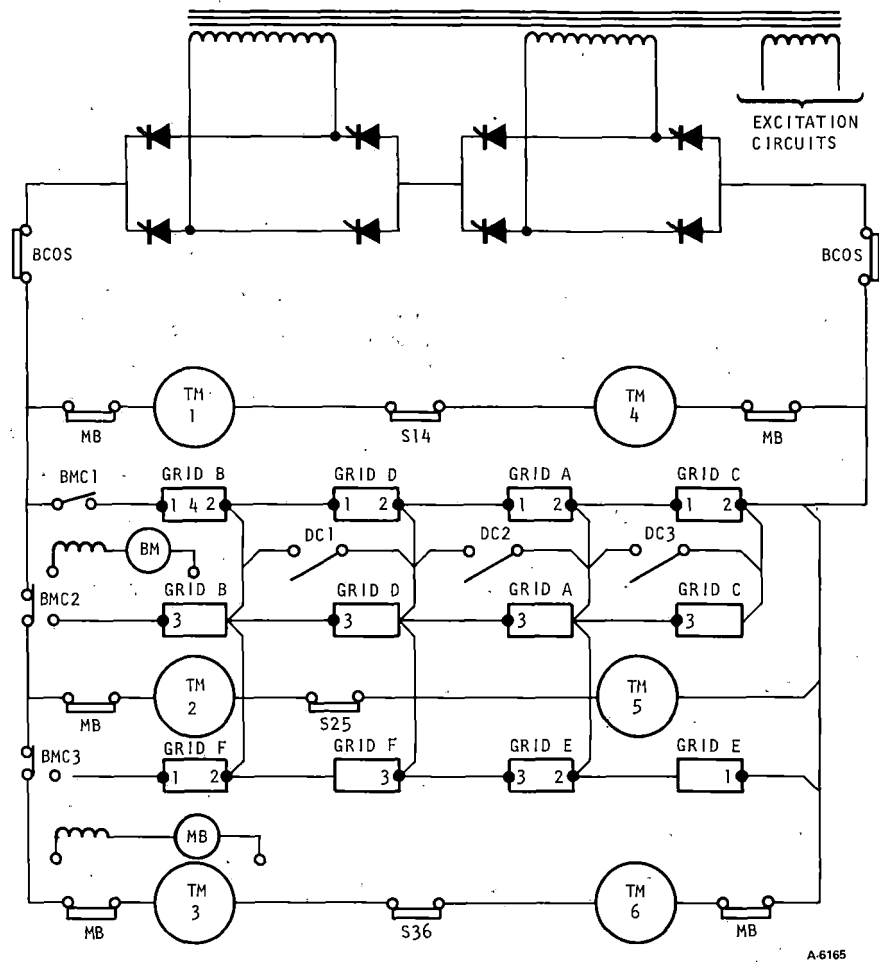 EXCITATION
CIRCUITS
BCOS
BCOS
TM
1
TM
4
MB
S14
MB
BMC1
GRID B
GRID D
GRID A
GRID C
1 4 2
1 2
1 2
1 2
BM
DC1
DC2
DC3
BMC2
GRID B
GRID D
GRID A
GRID C
3
3
3
3
TM
2
TM
5
MB
S25
BMC3
GRID F
GRID F
GRID E
GRID E
1 2
3
3 2
1
MB
TM
3
TM
6
MB
S36
MB
A-6165